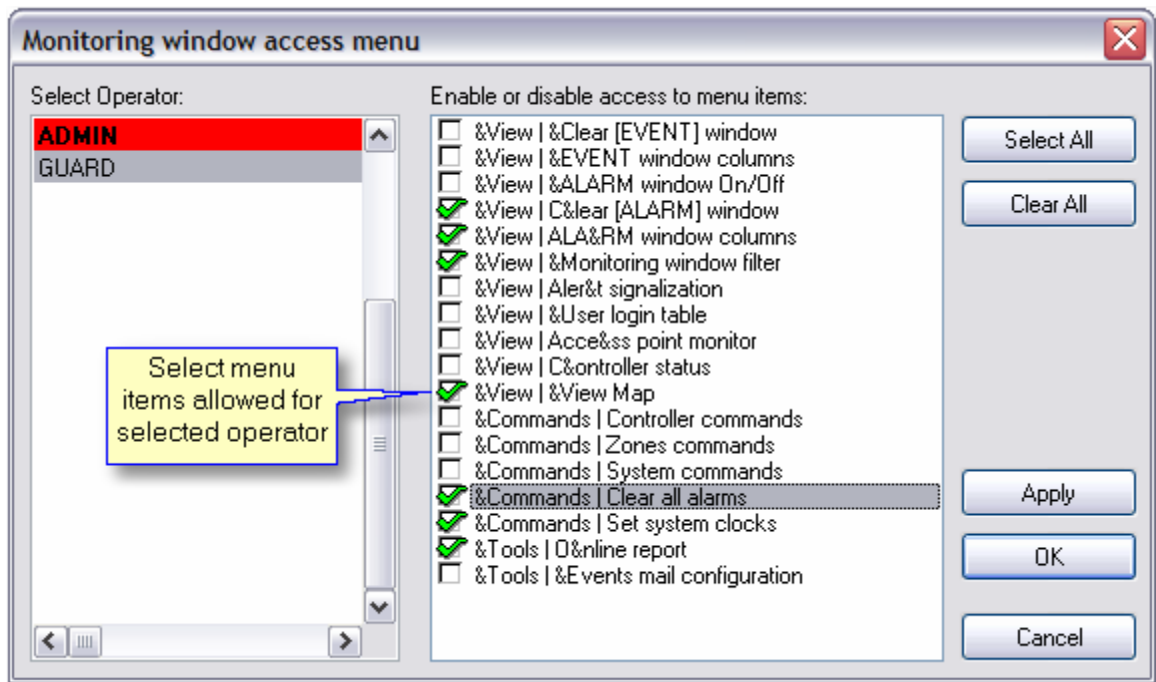 Monitoring window access menu
Select Operator:
ADMIN
GUARD
Select menu
items allowed for
selected operator
Enable or disable access to menu items:
&View | &Clear [EVENT] window
&View | &EVENT window columns
&View | &ALARM window On/Off
&View | C&lear [ALARM] window
&View | ALA&RM window columns
&View | &Monitoring window filter
&View | Aler&t signalization
&View | &User login table
&View | Acce&ss point monitor
&View | C&ontroller status
&View | &View Map
&Commands | Controller commands
&Commands | Zones commands
&Commands | System commands
&Commands | Clear all alarms
&Commands | Set system clocks
&Tools | O&nline report
&Tools | &Events mail configuration
Select All
Clear All
Apply
OK
Cancel